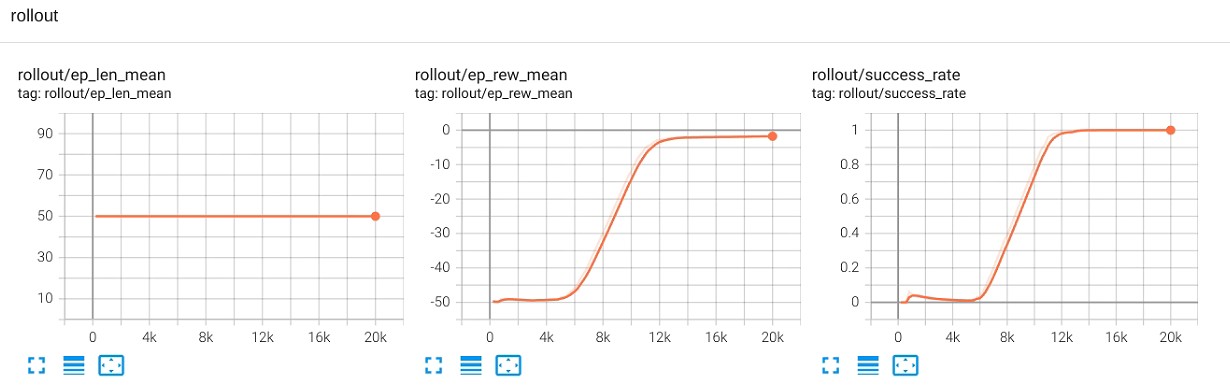 rollout
rollout/ep_len_mean
tag: rollout/ep_len_mean
90
70
50
30
10
0 4k 8k 12k 16k 20k
rollout/ep_rew_mean
tag: rollout/ep_rew_mean
0
-10
-20
-30
-40
-50
0 4k 8k 12k 16k 20k
rollout/success_rate
tag: rollout/success_rate
1
0.8
0.6
0.4
0.2
0
0 4k 8k 12k 16k 20k